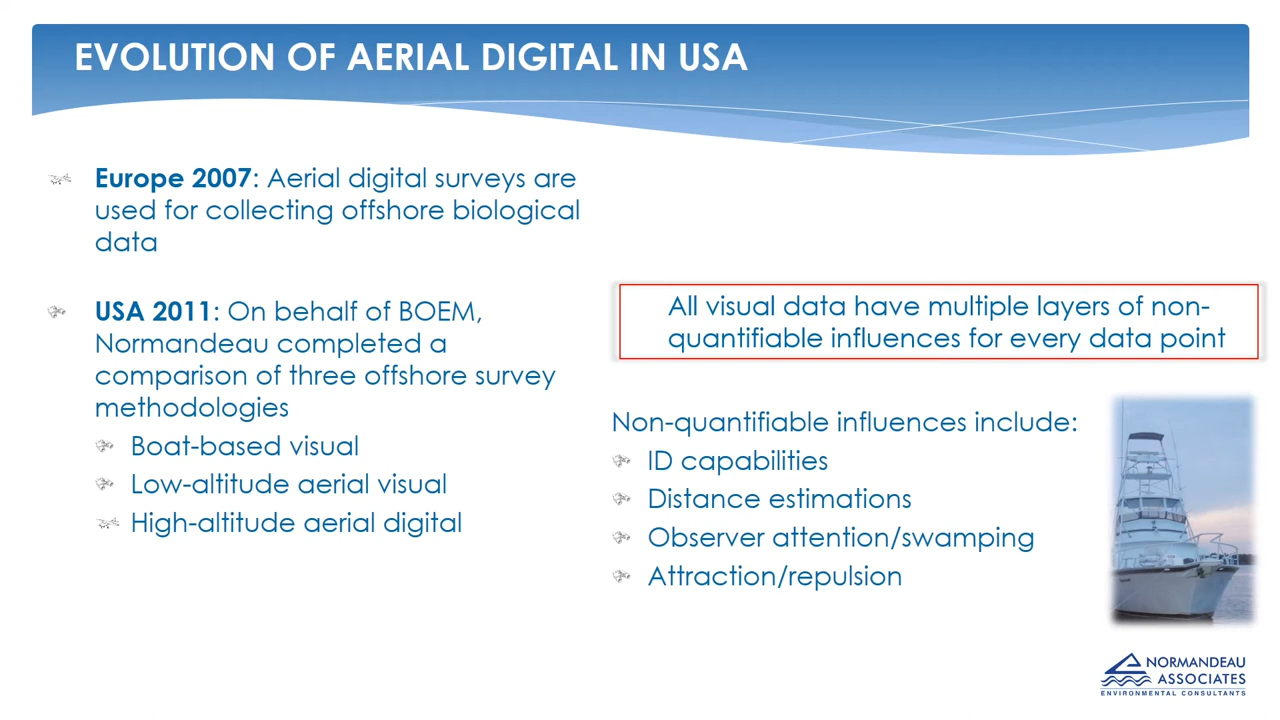 EVOLUTION OF AERIAL DIGITAL IN USA
Europe 2007: Aerial digital surveys are
used for collecting offshore biological
data
USA 2011: On behalf of BOEM,
Normandeau completed a
comparison of three offshore survey
methodologies
Boat-based visual
Low-altitude aerial visual
High-altitude aerial digital
All visual data have multiple layers of non-
quantifiable influences for every data point
Non-quantifiable influences include:
ID capabilities
Distance estimations
Observer attention/swamping
Attraction/repulsion
NORMANDEAU
ASSOCIATES
ENVIRONMENTAL CONSULTANTS